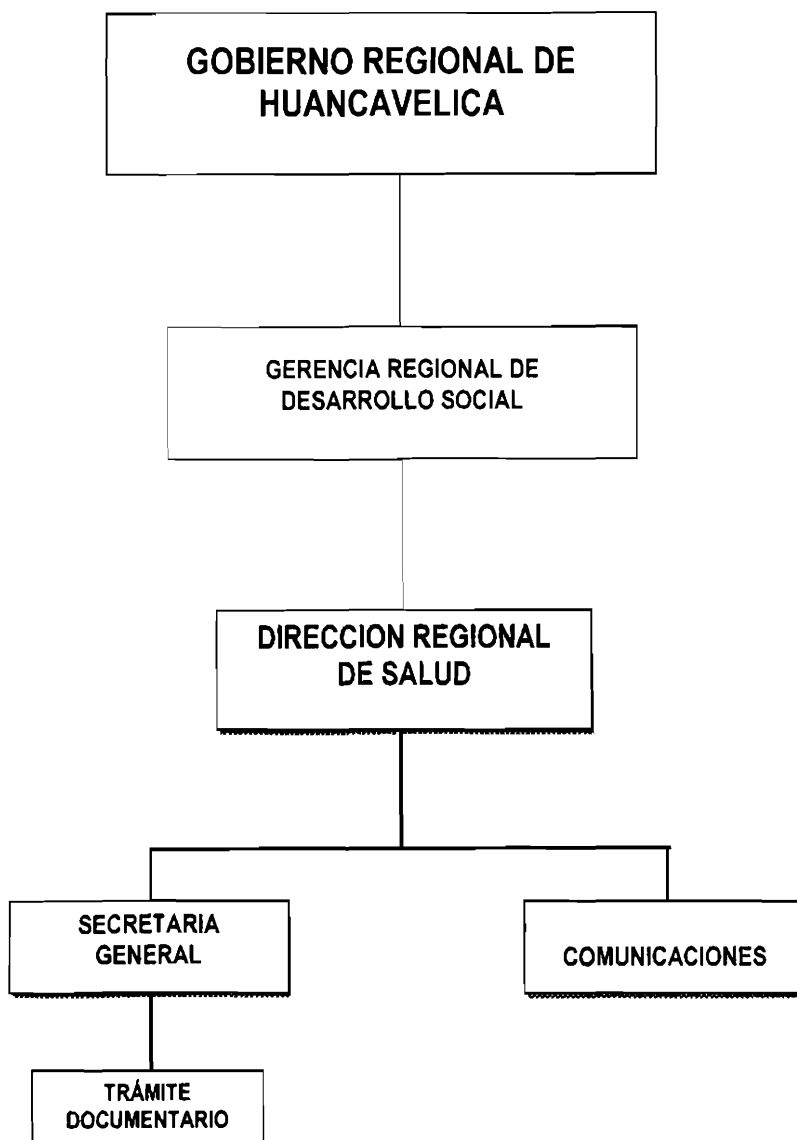 GOBIERNO REGIONAL DE
HUANCAVELICA
GERENCIA REGIONAL DE
DESARROLLO SOCIAL
DIRECCION REGIONAL
DE SALUD
SECRETARIA
GENERAL
COMUNICACIONES
TRÁMITE
DOCUMENTARIO